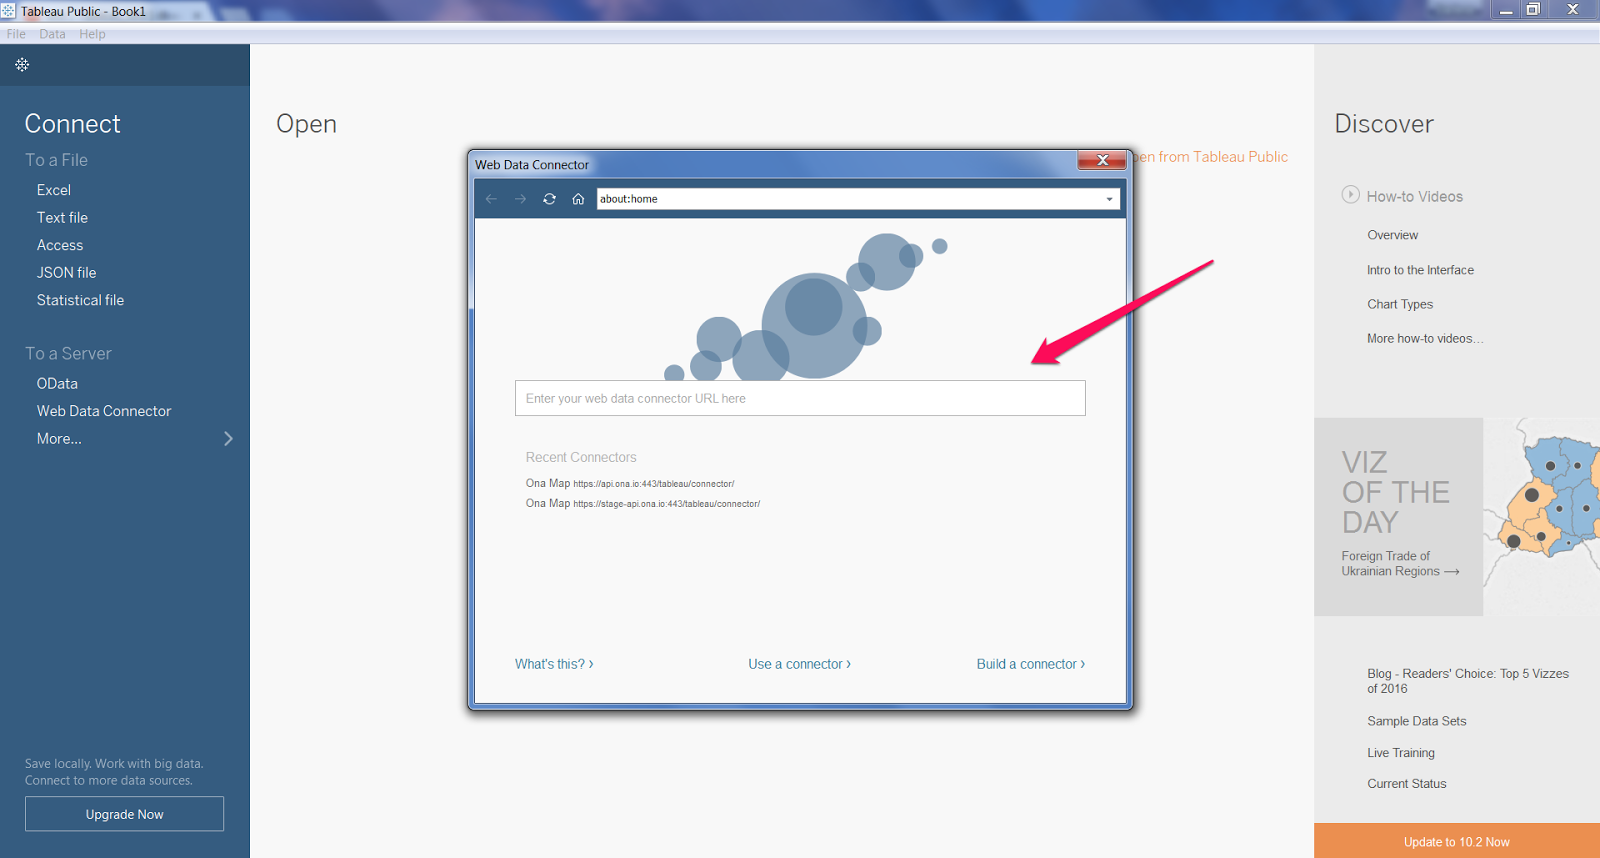 Tableau Public - Book1
File Data Help
Connect
To a File
Excel
Text file
Access
JSON file
Statistical file
To a Server
OData
Web Data Connector
More...
Save locally. Work with big data.
Connect to more data sources.
Upgrade Now
Open
pen from Tableau Public
Web Data Connector
about:home
Enter your web data connector URL here
Recent Connectors
Ona Map https://api.ona.io:443/tableau/connector/
Ona Map https://stage-api.ona.io:443/tableau/connector/
What's this? ›
Use a connector ›
Build a connector ›
Discover
How-to Videos
Overview
Intro to the Interface
Chart Types
More how-to videos...
VIZ
OF THE
DAY
Foreign Trade of
Ukrainian Regions →
Blog - Readers' Choice: Top 5 Vizzes
of 2016
Sample Data Sets
Live Training
Current Status
Update to 10.2 Now